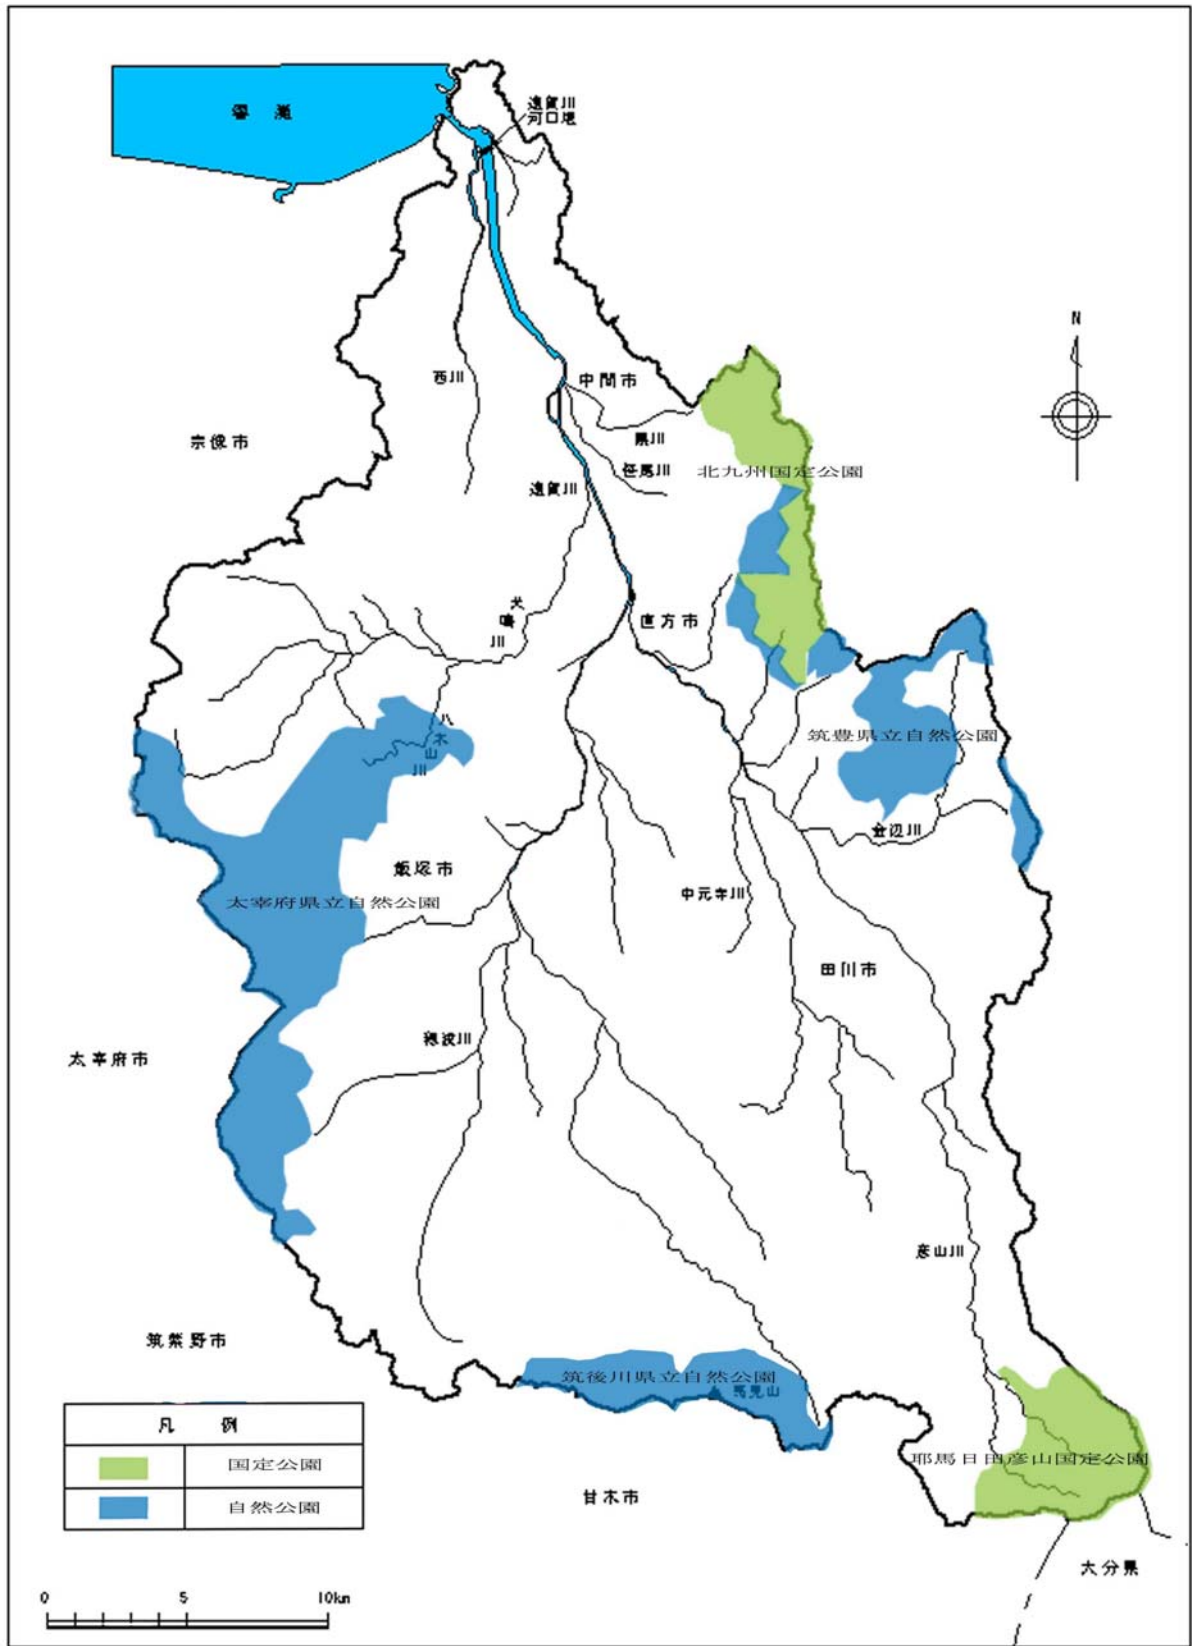 響灘
遠賀川
河口堰
N
西川
中間市
宗像市
黒川
笹尾川
北九州国定公園
遠賀川
犬鳴川
直方市
八木山川
筑豊県立自然公園
金辺川
飯塚市
中元寺川
太宰府県立自然公園
田川市
穂波川
太宰府市
彦山川
筑紫野市
筑後川県立自然公園
馬見山
凡例
国定公園
自然公園
耶馬日田彦山国定公園
甘木市
大分県
0 5 10km